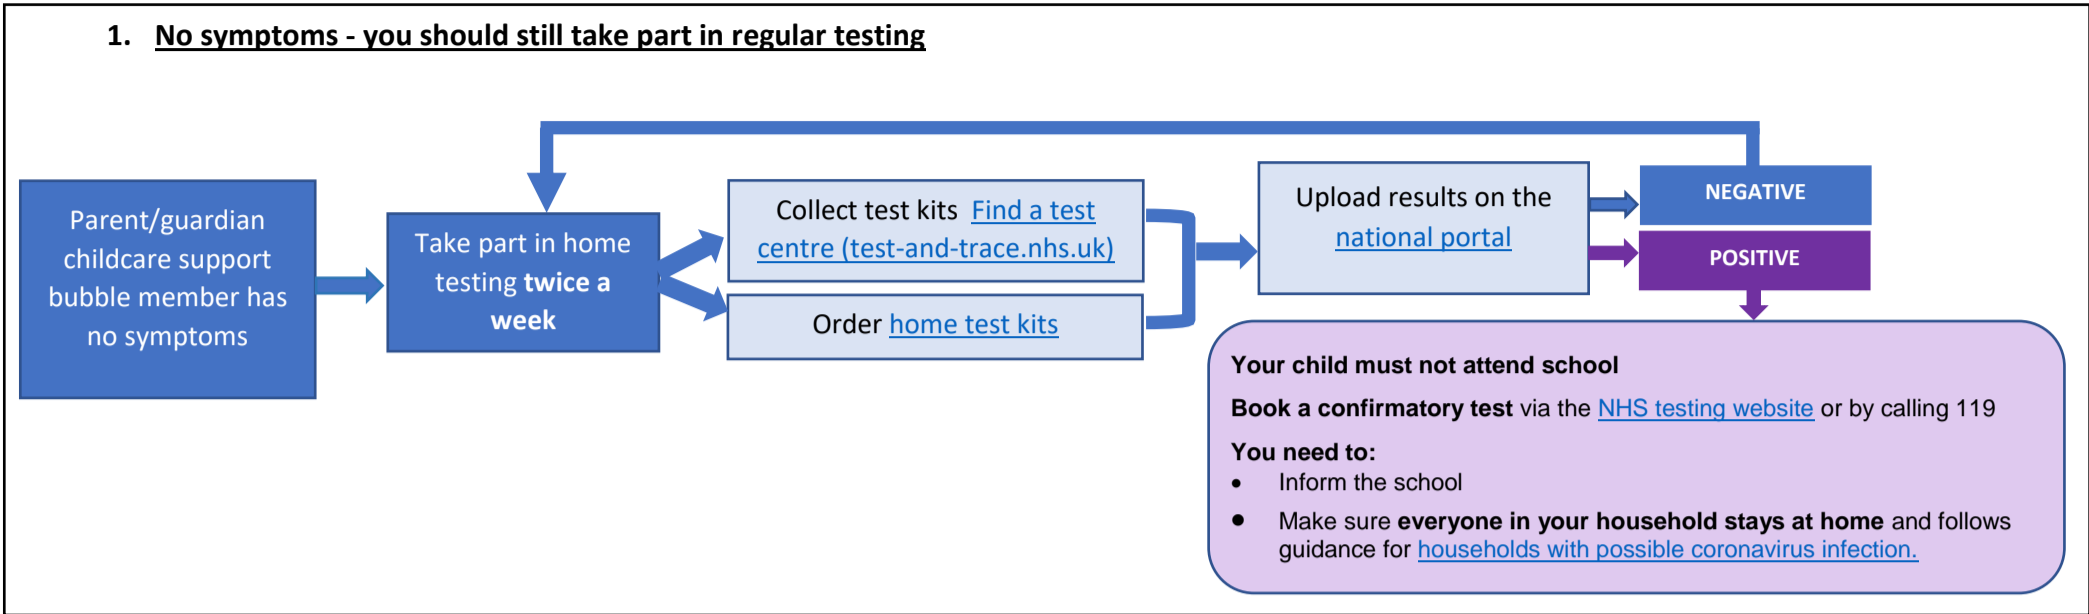 1. No symptoms - you should still take part in regular testing
Parent/guardian
childcare support
bubble member has
no symptoms
Take part in home
testing twice a
week
Collect test kits Find a test
centre (test-and-trace.nhs.uk)
Order home test kits
Upload results on the
national portal
NEGATIVE
POSITIVE
Your child must not attend school
Book a confirmatory test via the NHS testing website or by calling 119
You need to:
• Inform the school
• Make sure everyone in your household stays at home and follows
guidance for households with possible coronavirus infection.